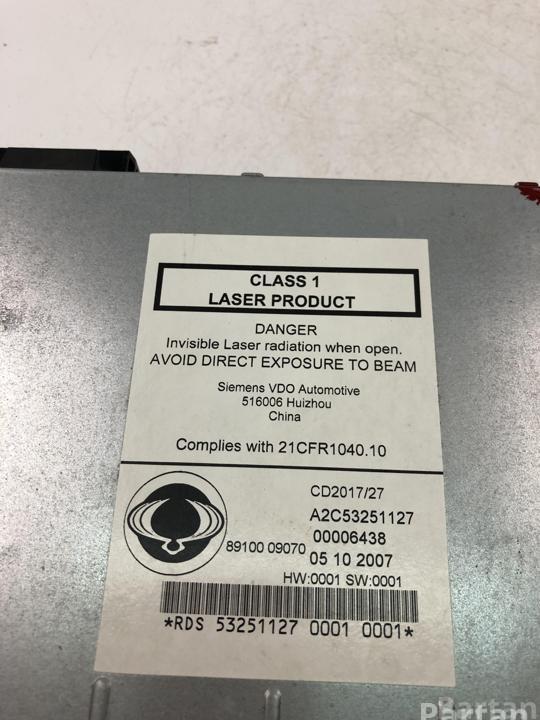 CLASS 1
LASER PRODUCT
DANGER
Invisible Laser radiation when open.
AVOID DIRECT EXPOSURE TO BEAM
Siemens VDO Automotive
516006 Huizhou
China
Complies with 21CFR1040.10
CD2017/27
A2C53251127
00006438
89100 09070
05 10 2007
HW:0001 SW:0001
*RDS 53251127 0001 0001*
Partan
Partan